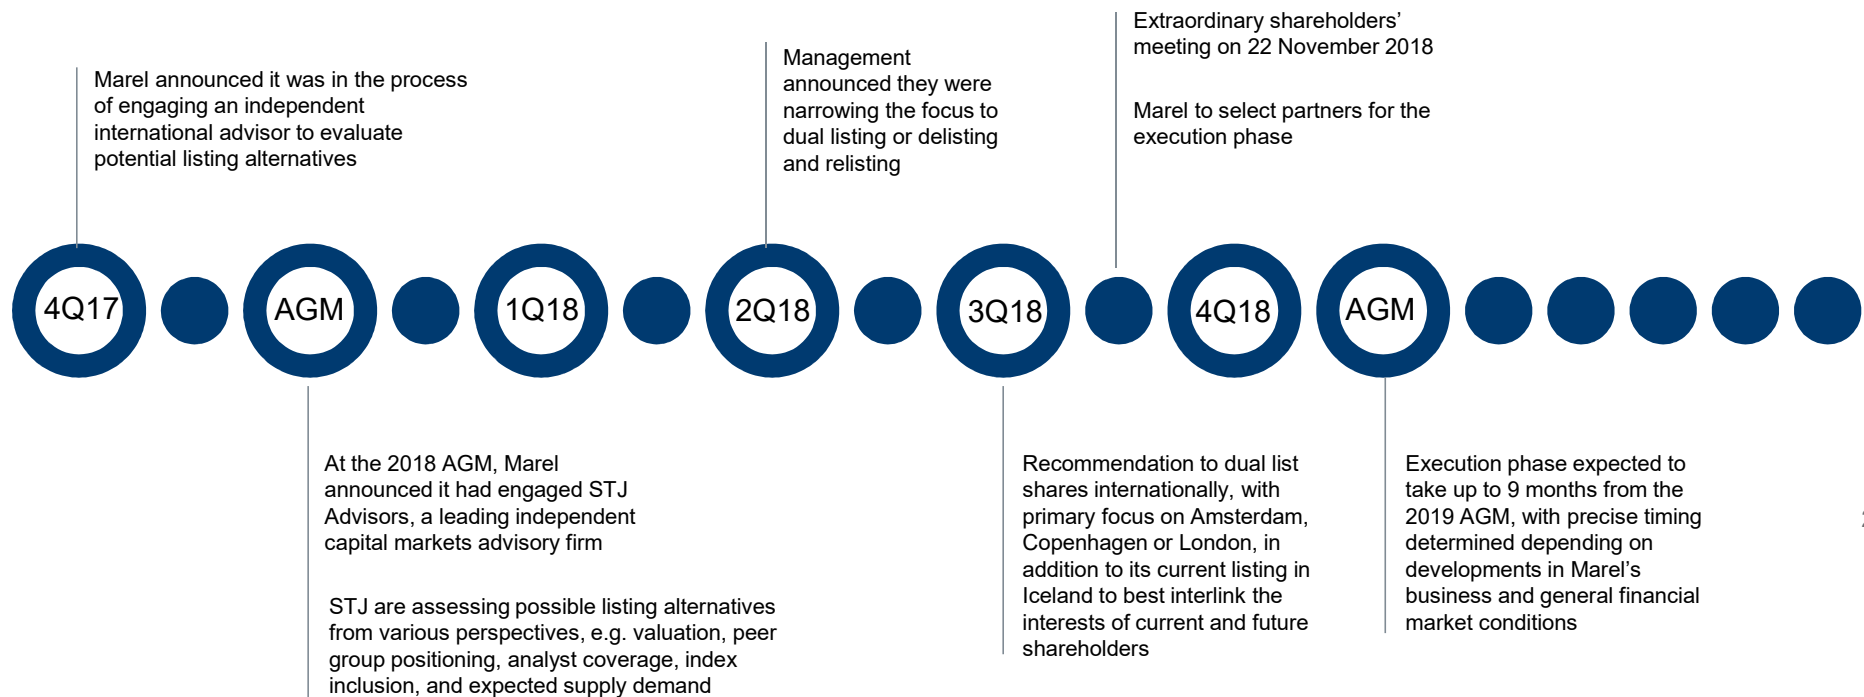 Extraordinary shareholders’
meeting on 22 November 2018
Marel to select partners for the
execution phase
Management
announced they were
narrowing the focus to
dual listing or delisting
and relisting
Marel announced it was in the process
of engaging an independent
international advisor to evaluate
potential listing alternatives
4Q17
AGM
1Q18
2Q18
3Q18
4Q18
AGM
At the 2018 AGM, Marel
announced it had engaged STJ
Advisors, a leading independent
capital markets advisory firm
STJ are assessing possible listing alternatives
from various perspectives, e.g. valuation, peer
group positioning, analyst coverage, index
inclusion, and expected supply demand
Recommendation to dual list
shares internationally, with
primary focus on Amsterdam,
Copenhagen or London, in
addition to its current listing in
Iceland to best interlink the
interests of current and future
shareholders
Execution phase expected to
take up to 9 months from the
2019 AGM, with precise timing
determined depending on
developments in Marel’s
business and general financial
market conditions